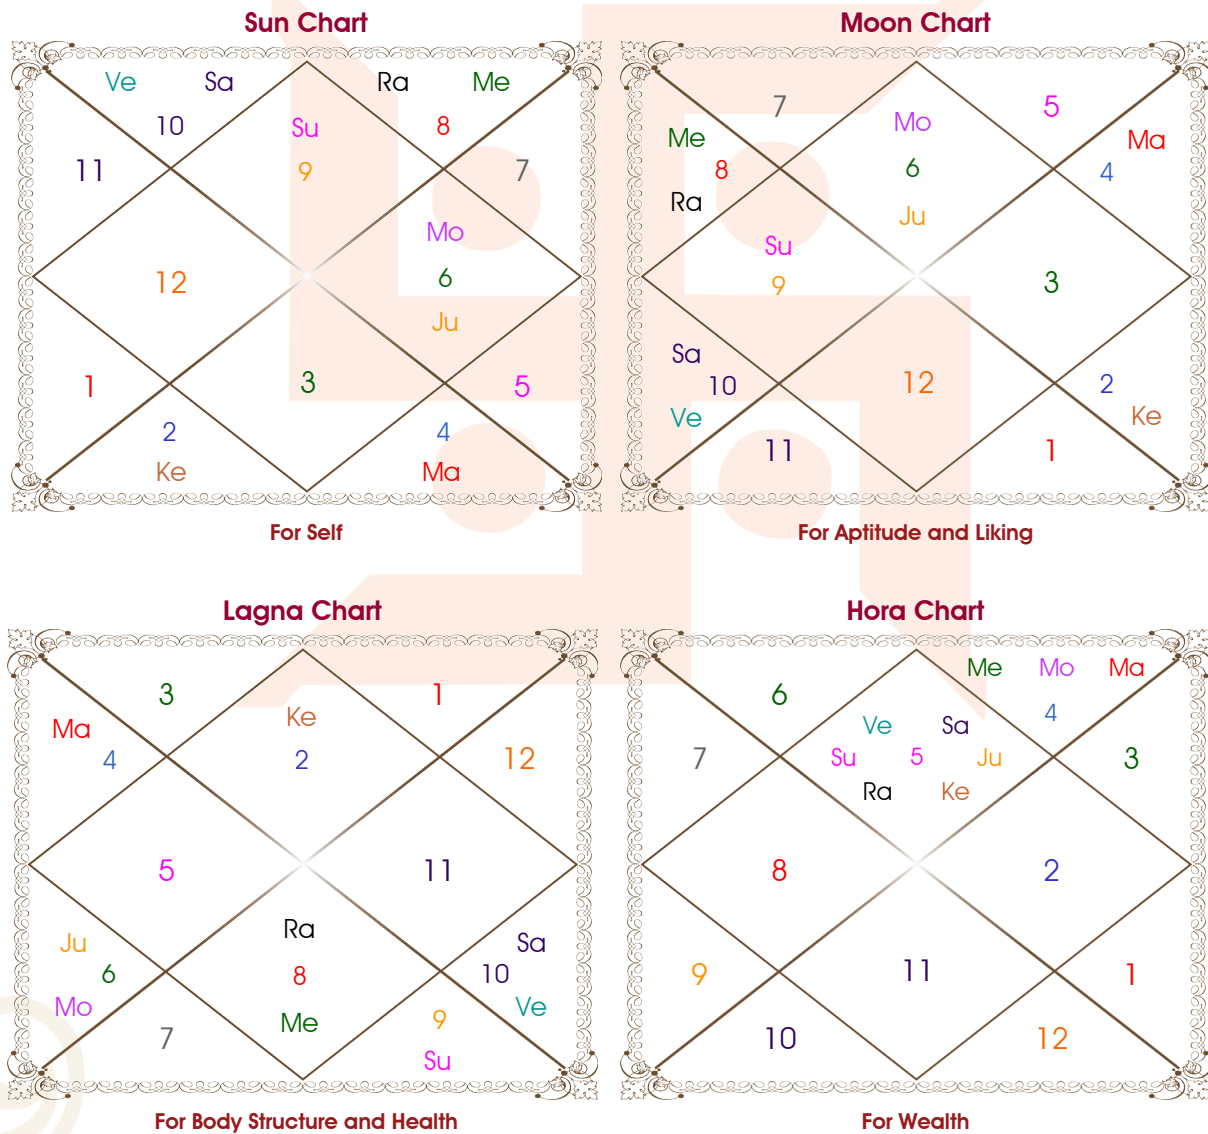 Sun Chart
Ve Sa Ra Me
10 Su 8
11 9 7
Mo
12 6
Ju
1 3 5
2 4
Ke Ma
For Self
Moon Chart
7 Mo 5
Me Ma
8 6 4
Ra Ju
Su
9 3
Sa
10 12 2
Ve Ke
11 1
For Aptitude and Liking
Lagna Chart
3 1
Ma Ke
4 2 12
5 11
Ju Ra Sa
6 8 10
Mo Me Ve
7 9
Su
For Body Structure and Health
Hora Chart
Me Mo Ma
6 4
Ve Sa
7 Su 5 Ju 3
Ra Ke
8 2
9 11 1
10 12
For Wealth